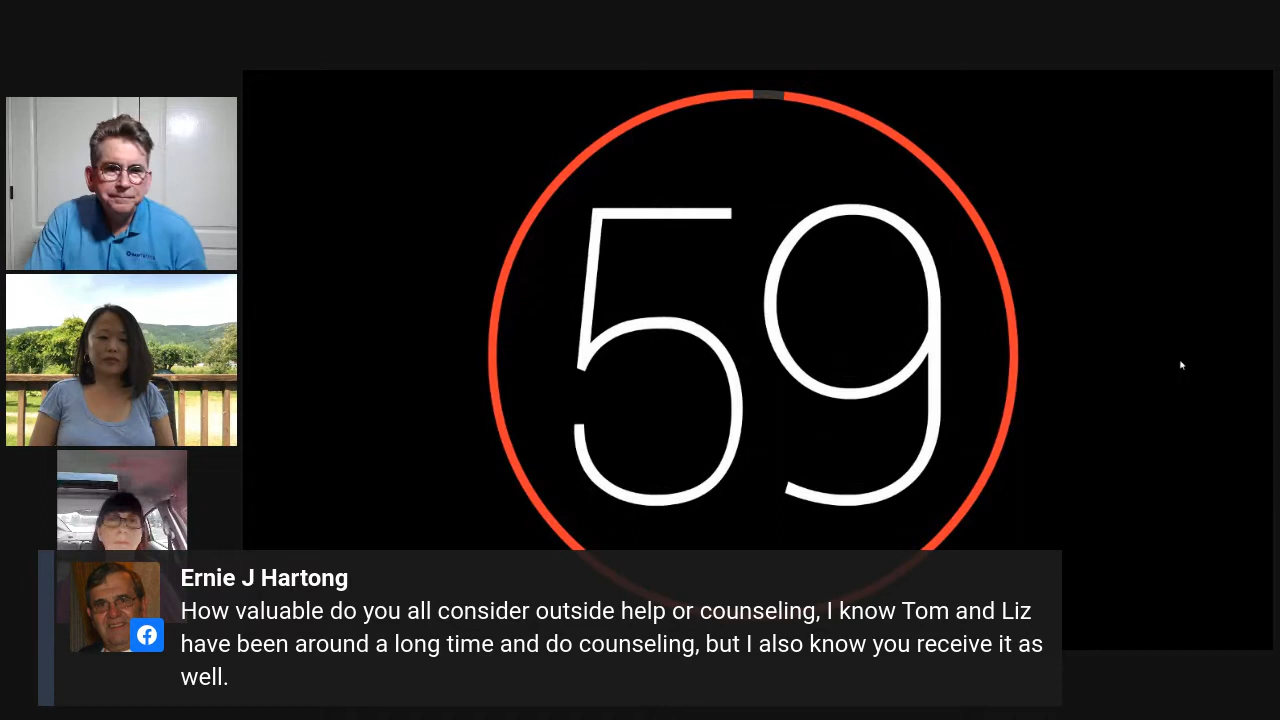 59
Ernie J Hartong
How valuable do you all consider outside help or counseling, I know Tom and Liz
have been around a long time and do counseling, but I also know you receive it as
well.